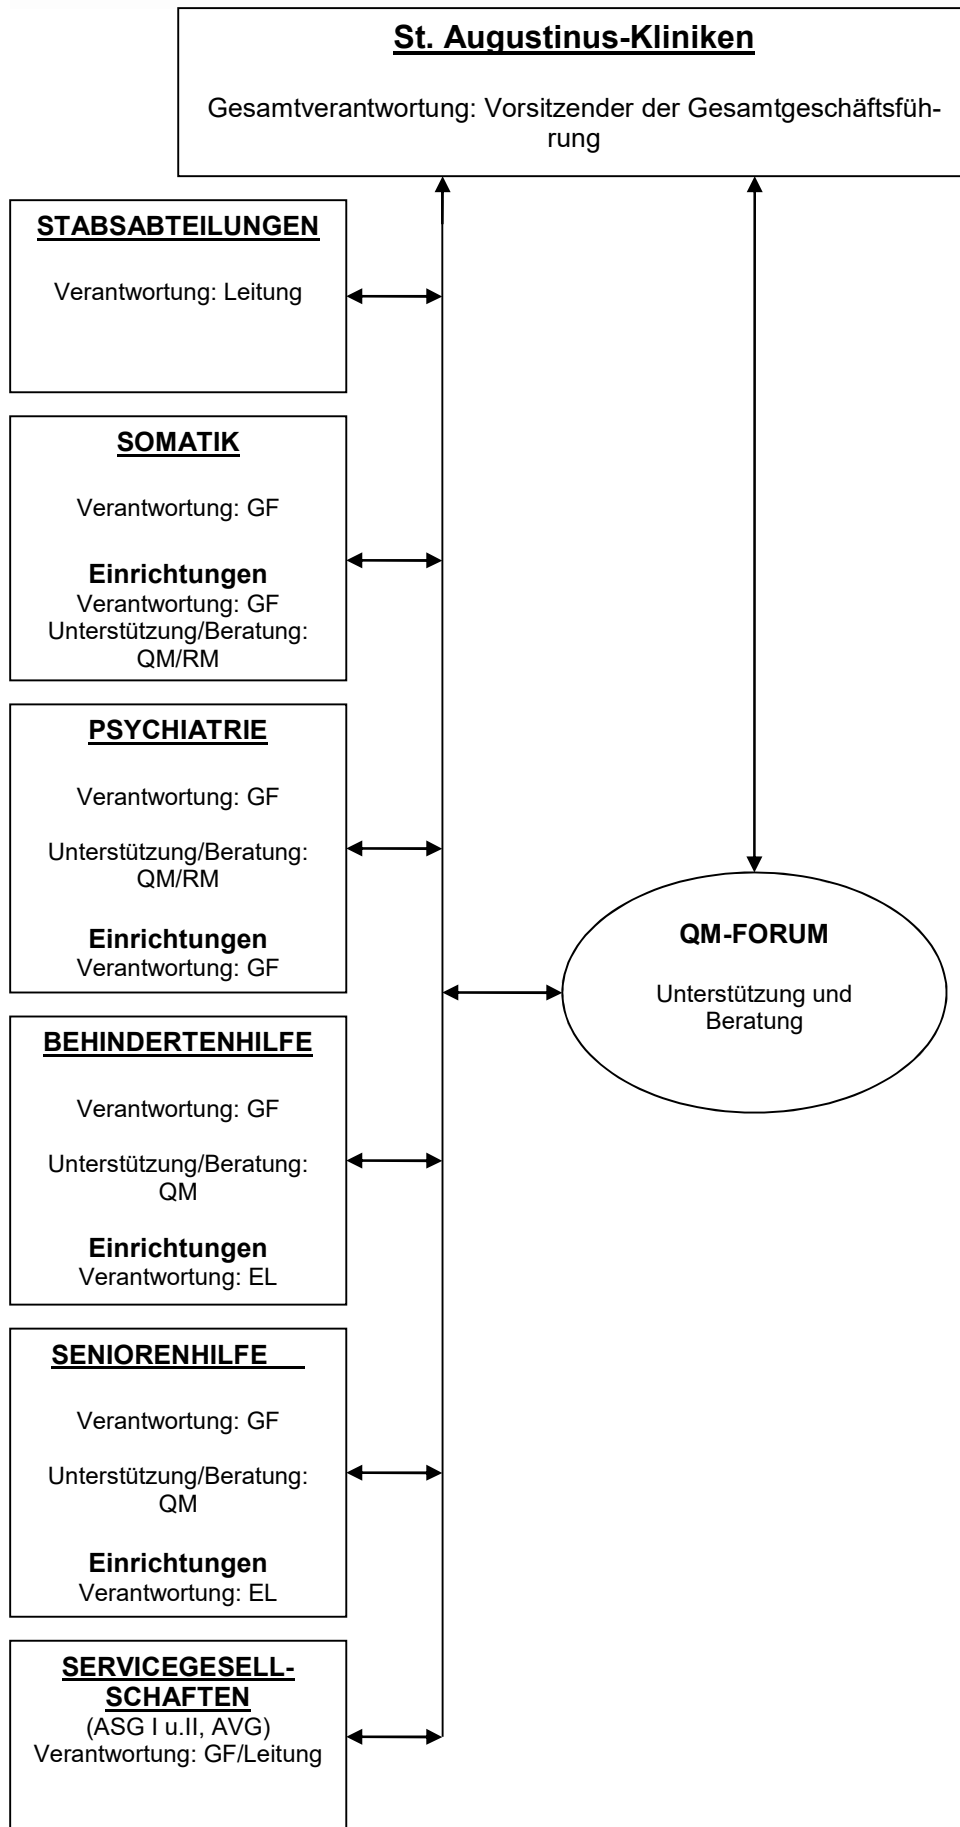 St. Augustinus-Kliniken
Gesamtverantwortung: Vorsitzender der Gesamtgeschäftsfüh-
rung
STABSABTEILUNGEN
Verantwortung: Leitung
SOMATIK
Verantwortung: GF
Einrichtungen
Verantwortung: GF
Unterstützung/Beratung:
QM/RM
PSYCHIATRIE
Verantwortung: GF
Unterstützung/Beratung:
QM/RM
Einrichtungen
Verantwortung: GF
QM-FORUM
Unterstützung und
Beratung
BEHINDERTENHILFE
Verantwortung: GF
Unterstützung/Beratung:
QM
Einrichtungen
Verantwortung: EL
SENIORENHILFE
Verantwortung: GF
Unterstützung/Beratung:
QM
Einrichtungen
Verantwortung: EL
SERVICEGESELL-
SCHAFTEN
(ASG I u.II, AVG)
Verantwortung: GF/Leitung